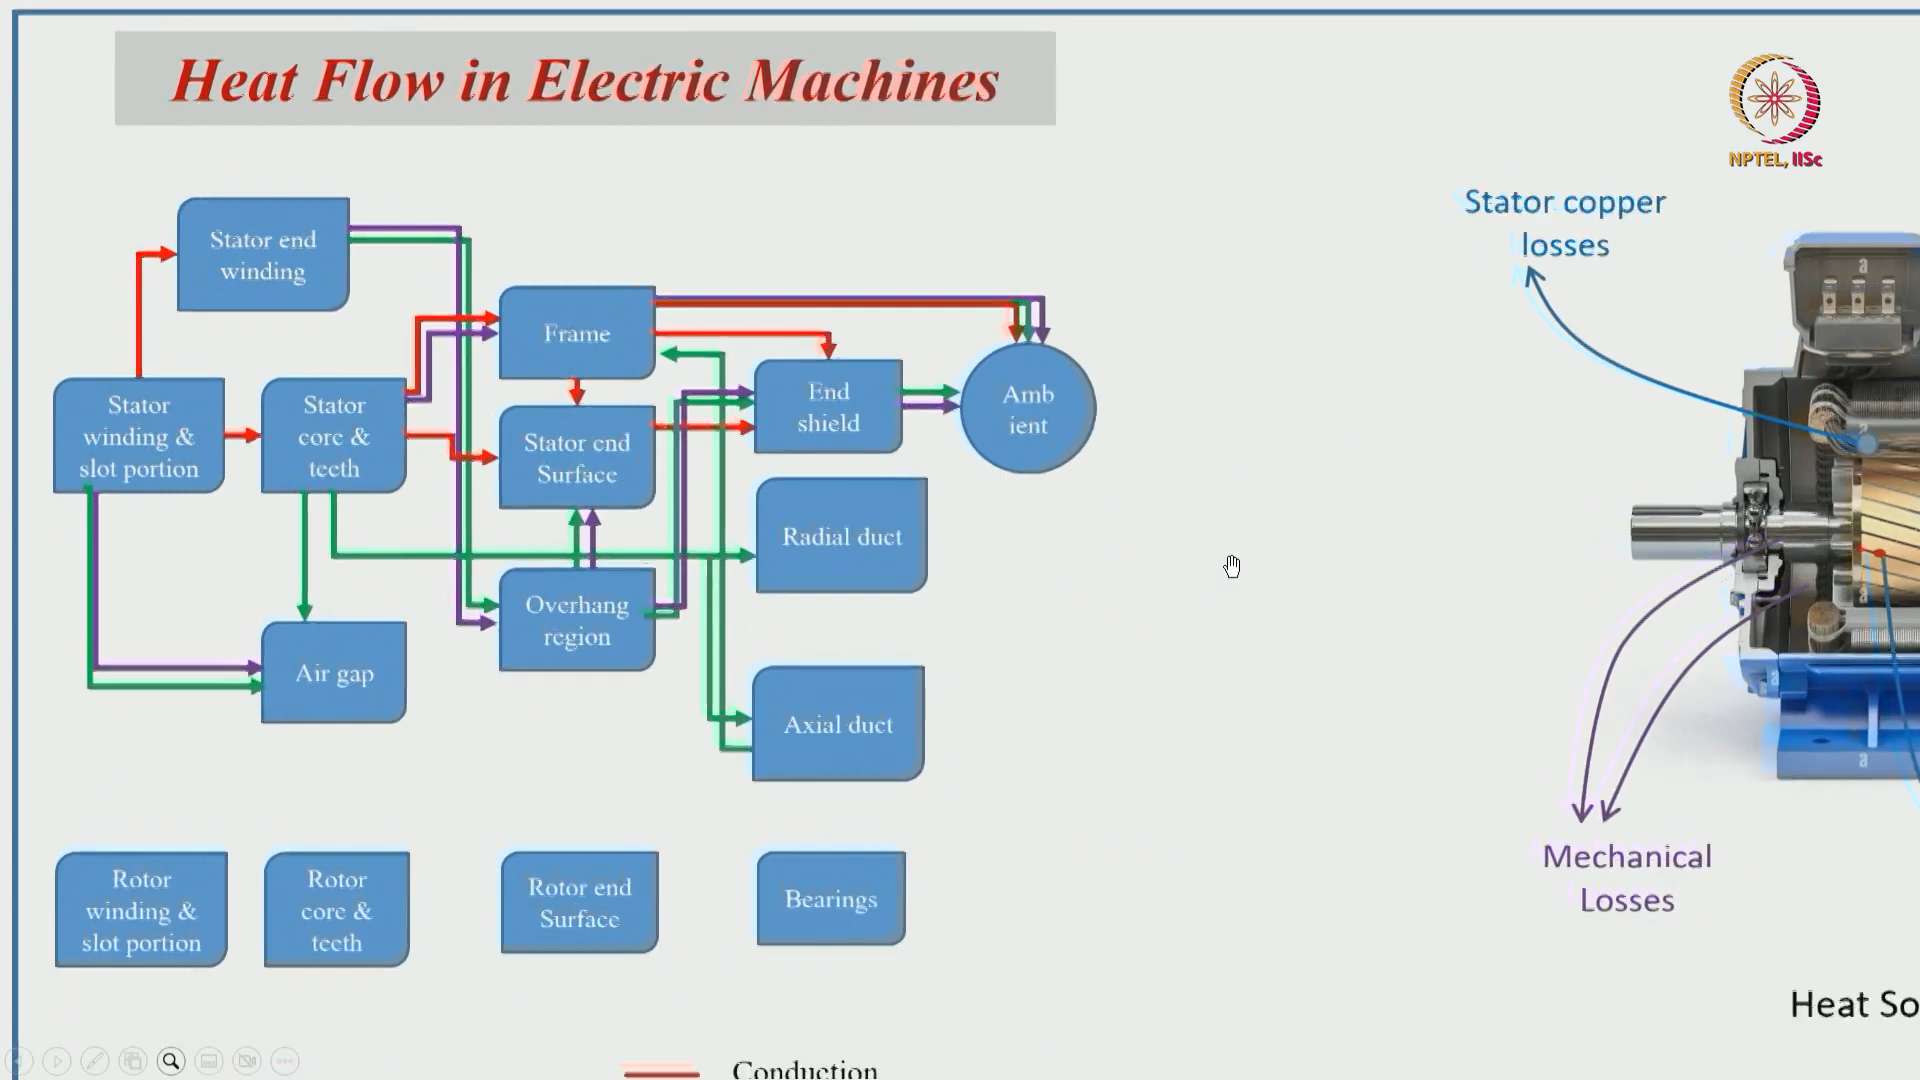 Heat Flow in Electric Machines
NPTEL, IISc
Stator copper
losses
Stator end
winding
Frame
End
shield
Amb
ient
Stator
winding &
slot portion
Stator
core &
teeth
Stator end
Surface
Radial duct
Overhang
region
Air gap
Axial duct
Mechanical
Losses
Rotor
winding &
slot portion
Rotor
core &
teeth
Rotor end
Surface
Bearings
Heat So
Conduction